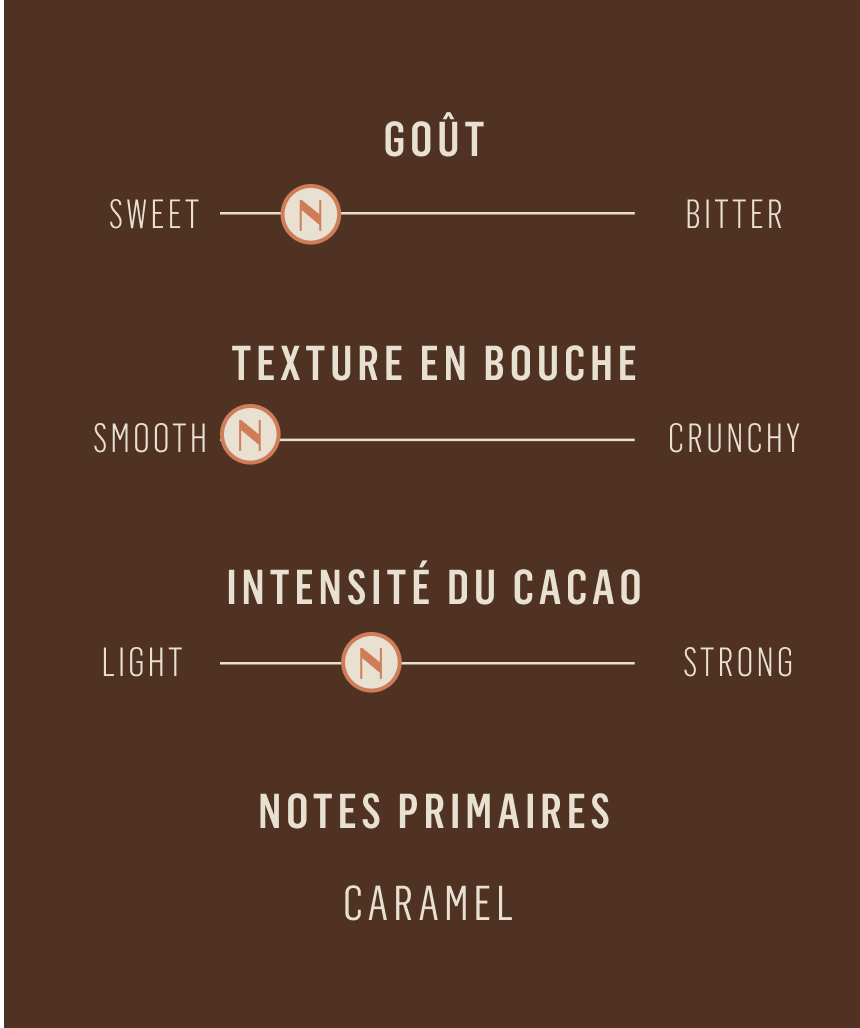 GOÛT
SWEET N BITTER
TEXTURE EN BOUCHE
SMOOTH N CRUNCHY
INTENSITÉ DU CACAO
LIGHT N STRONG
NOTES PRIMAIRES
CARAMEL